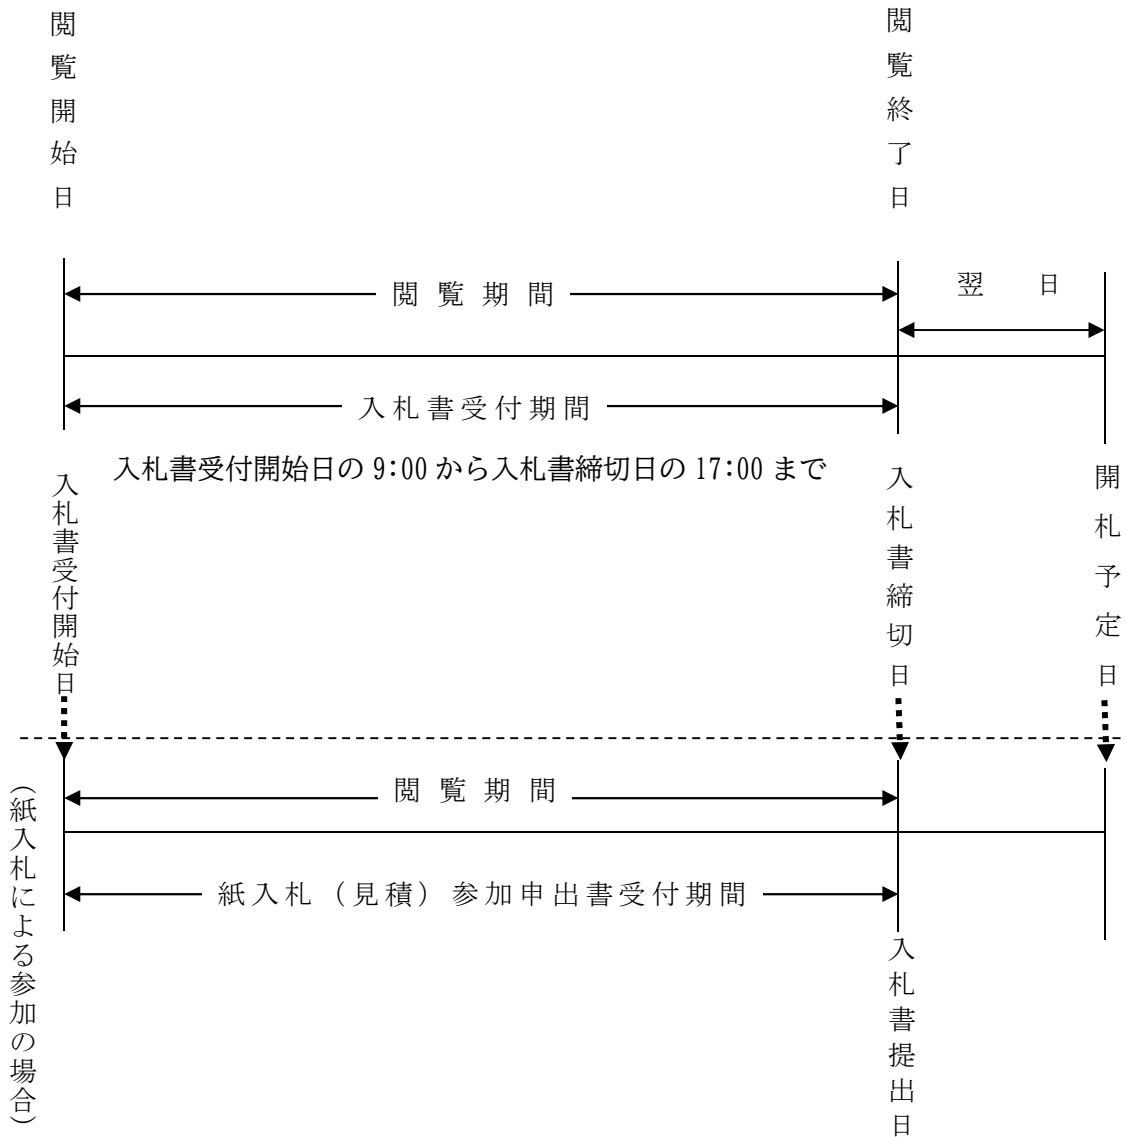 閲覧開始日
閲覧終了日
閲覧期間
翌　日
入札書受付期間
入札書受付開始日の 9:00 から入札書締切日の 17:00 まで
入札書受付開始日
入札書締切日
開札予定日
（紙入札による参加の場合）
閲覧期間
紙入札（見積）参加申出書受付期間
入札書提出日